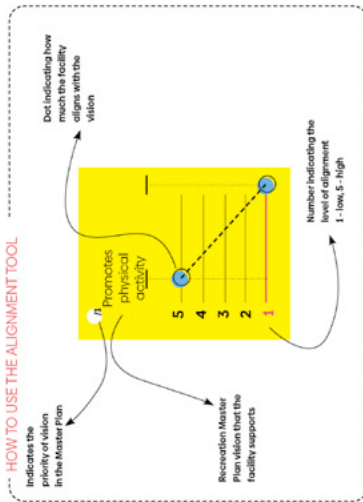 HOW TO USE THE ALIGNMENT TOOL
Indicates the
priority of vision
in the Master Plan
Dot indicating how
much the facility
aligns with the
vision
n
Promotes
physical
activity
5
4
3
2
1
Recreation Master
Plan vision that the
facility supports
Number indicating the
level of alignment
1 - low, 5 - high